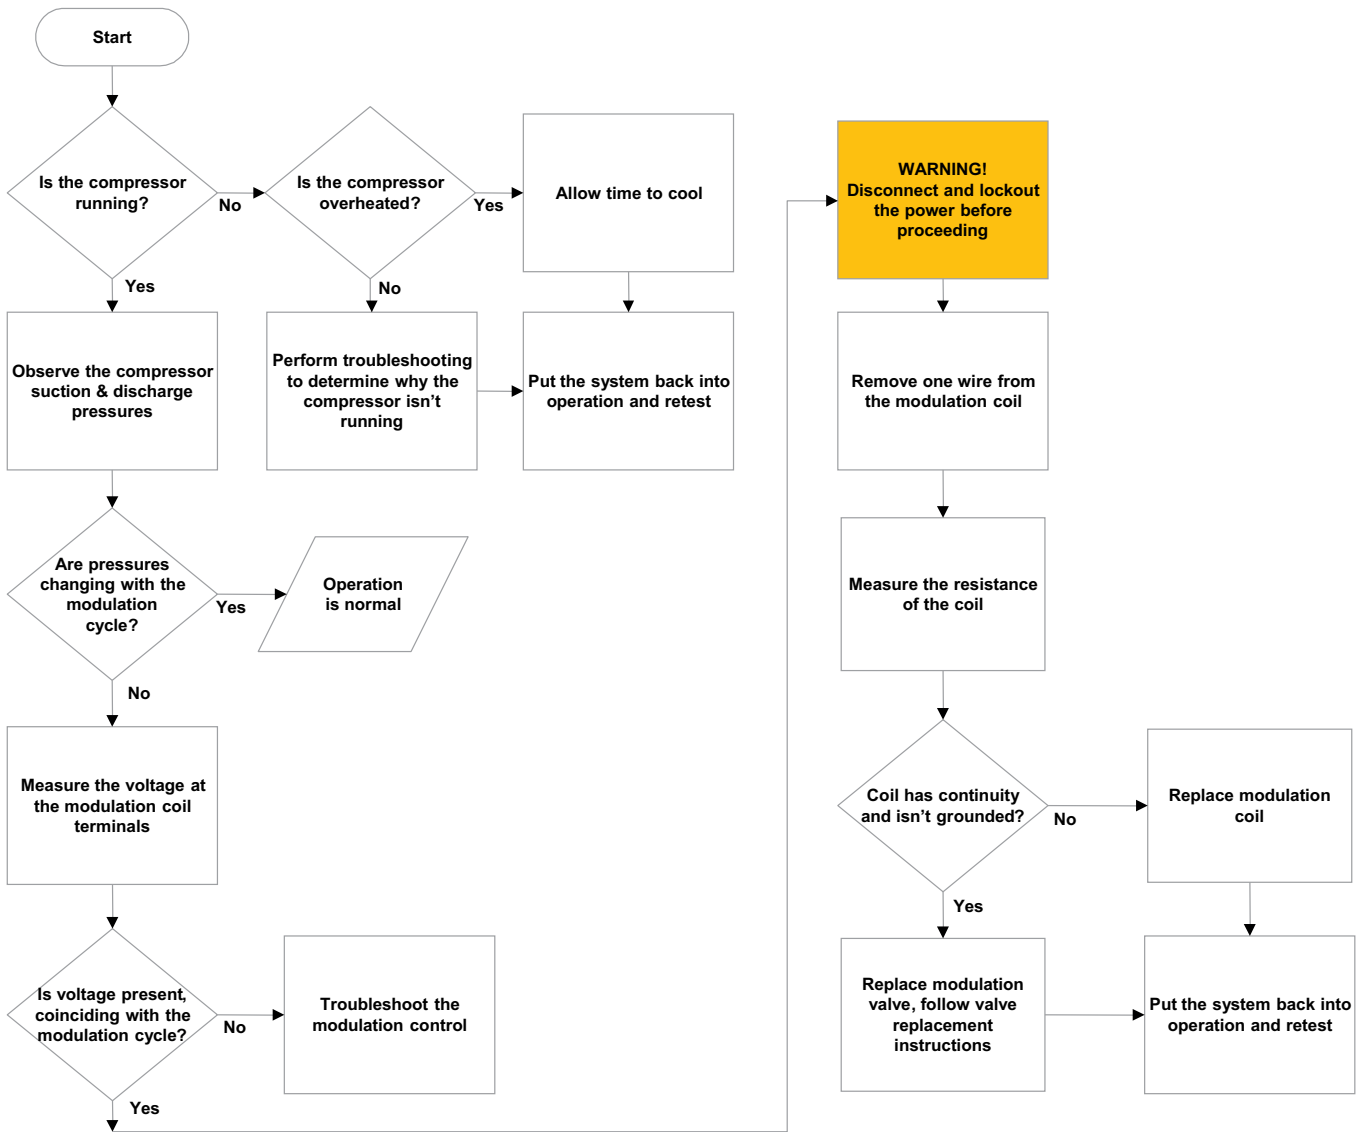 Start
Is the compressor
running?
No
Yes
Is the compressor
overheated?
Yes
No
Allow time to cool
Observe the compressor
suction & discharge
pressures
Perform troubleshooting
to determine why the
compressor isn't
running
Put the system back into
operation and retest
Are pressures
changing with the
modulation
cycle?
Yes
No
Operation
is normal
Measure the voltage at
the modulation coil
terminals
Is voltage present,
coinciding with the
modulation cycle?
No
Yes
Troubleshoot the
modulation control
WARNING!
Disconnect and lockout
the power before
proceeding
Remove one wire from
the modulation coil
Measure the resistance
of the coil
Coil has continuity
and isn't grounded?
No
Yes
Replace modulation
coil
Replace modulation
valve, follow valve
replacement
instructions
Put the system back into
operation and retest